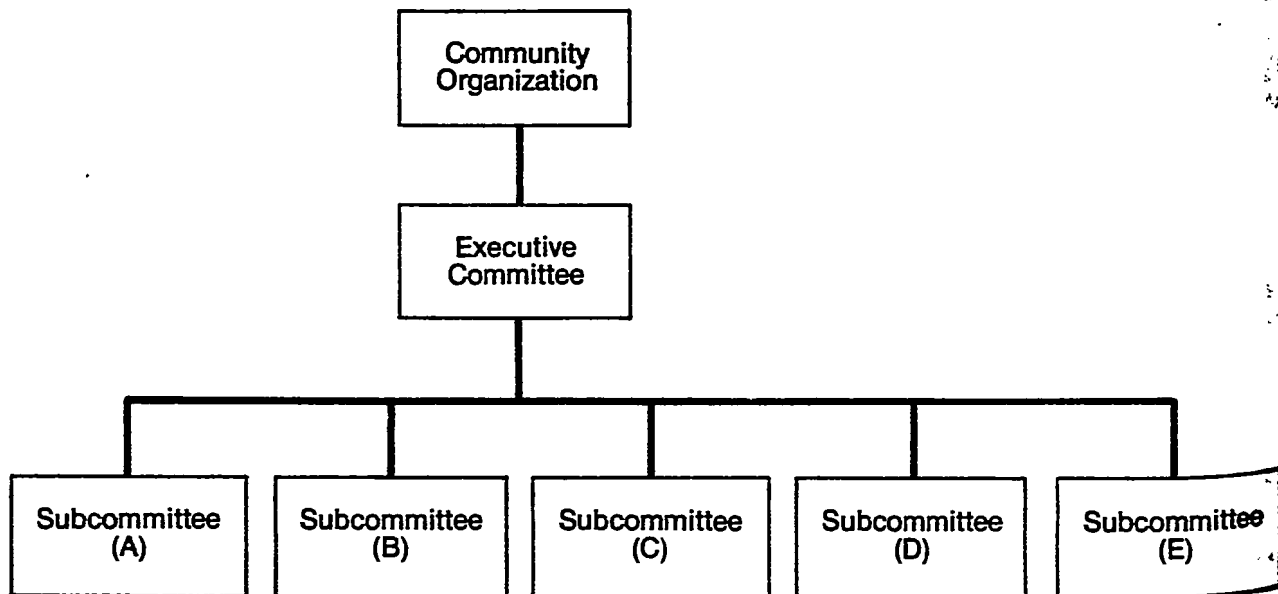 Community
Organization
Executive
Committee
Subcommittee
(A)
Subcommittee
(B)
Subcommittee
(C)
Subcommittee
(D)
Subcommittee
(E)